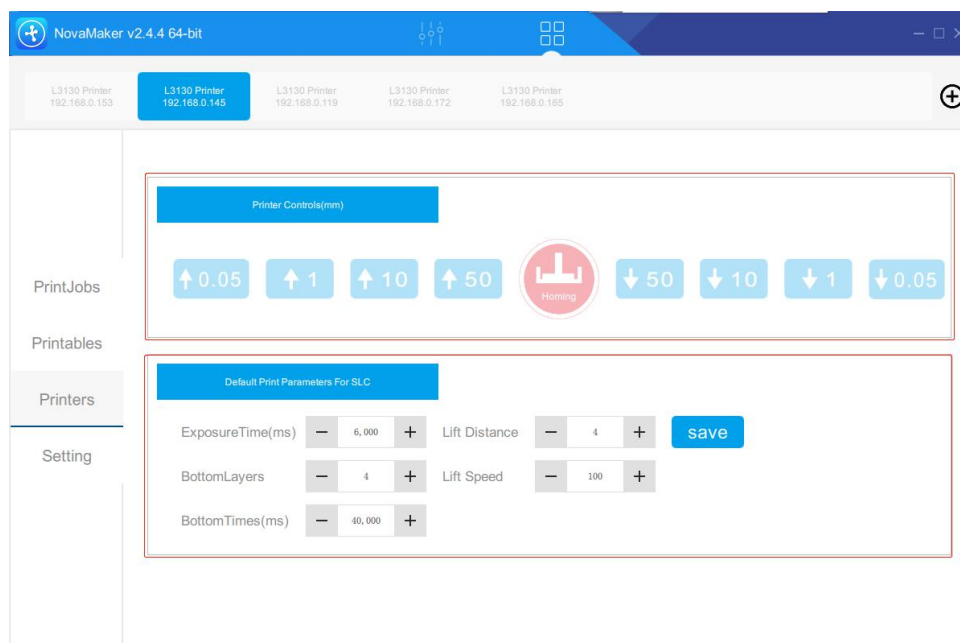 NovaMaker v2.4.4 64-bit
L3130 Printer
192.168.0.153
L3130 Printer
192.168.0.145
L3130 Printer
192.168.0.119
L3130 Printer
192.168.0.172
L3130 Printer
192.168.0.165
Printer Controls(mm)
0.05
1
10
50
Homing
50
10
1
0.05
PrintJobs
Printables
Printers
Setting
Default Print Parameters For SLC
ExposureTime(ms) − 6,000 + Lift Distance − 4 + save
BottomLayers − 4 + Lift Speed − 100 +
BottomTimes(ms) − 40,000 +